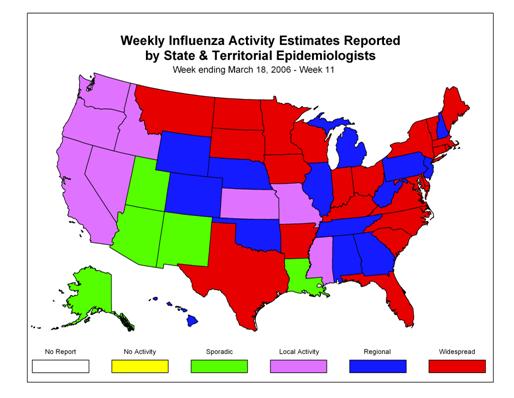 Weekly Influenza Activity Estimates Reported
by State & Territorial Epidemiologists
Week ending March 18, 2006 - Week 11
No Report No Activity Sporadic Local Activity Regional Widespread